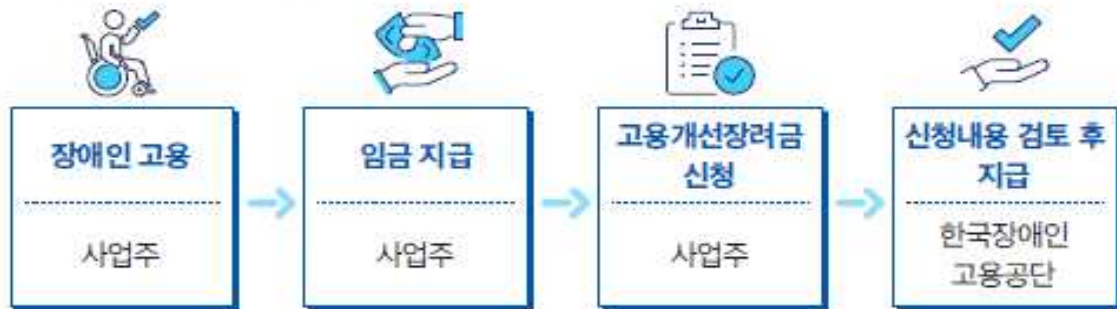 장애인 고용
사업주
임금 지급
사업주
고용개선장려금
신청
사업주
신청내용 검토 후
지급
한국장애인
고용공단